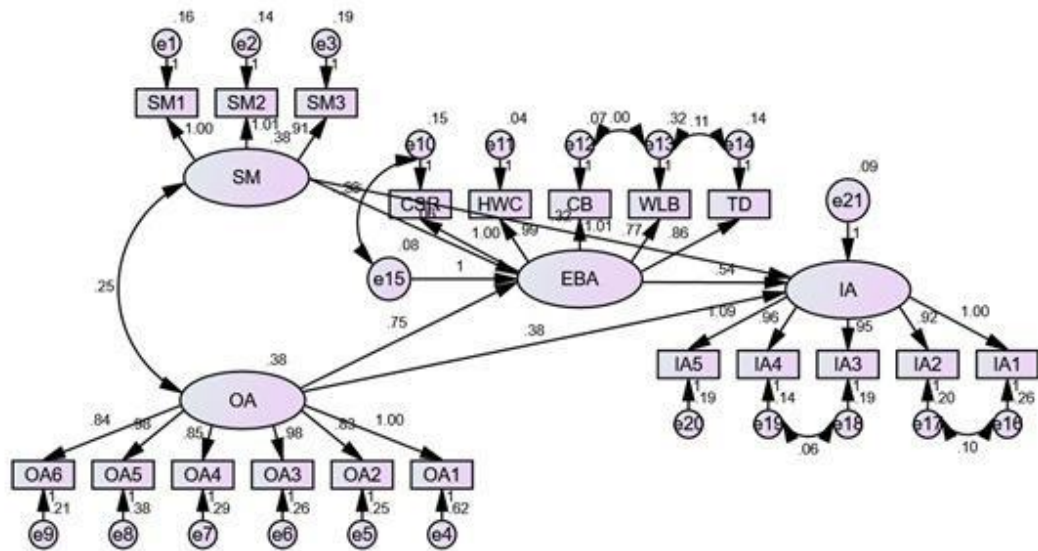 .16 .14 .19
e1 e2 e3
1 1 1
SM1 SM2 SM3
1.00 1.01 .91
.38
SM
.15 .04 .07 .00 .32 .11 .14
e10 e11 e12 e13 e14
1 1 1 1 1
CSR HWC CB WLB TD
1.00 .99 1.01 .77 .86
.32
.09
e21
1
.08
e15
1
EBA
.54
IA
.25
.75
.38
1.09 .96 .95 .92 1.00
IA5 IA4 IA3 IA2 IA1
1 1 1 1 1
.19 .14 .19 .20 .26
e20 e19 e18 e17 e16
.06 .10
.38
OA
.84 .98 .85 .98 .83 1.00
OA6 OA5 OA4 OA3 OA2 OA1
1 1 1 1 1 1
.21 .38 .29 .26 .25 .62
e9 e8 e7 e6 e5 e4